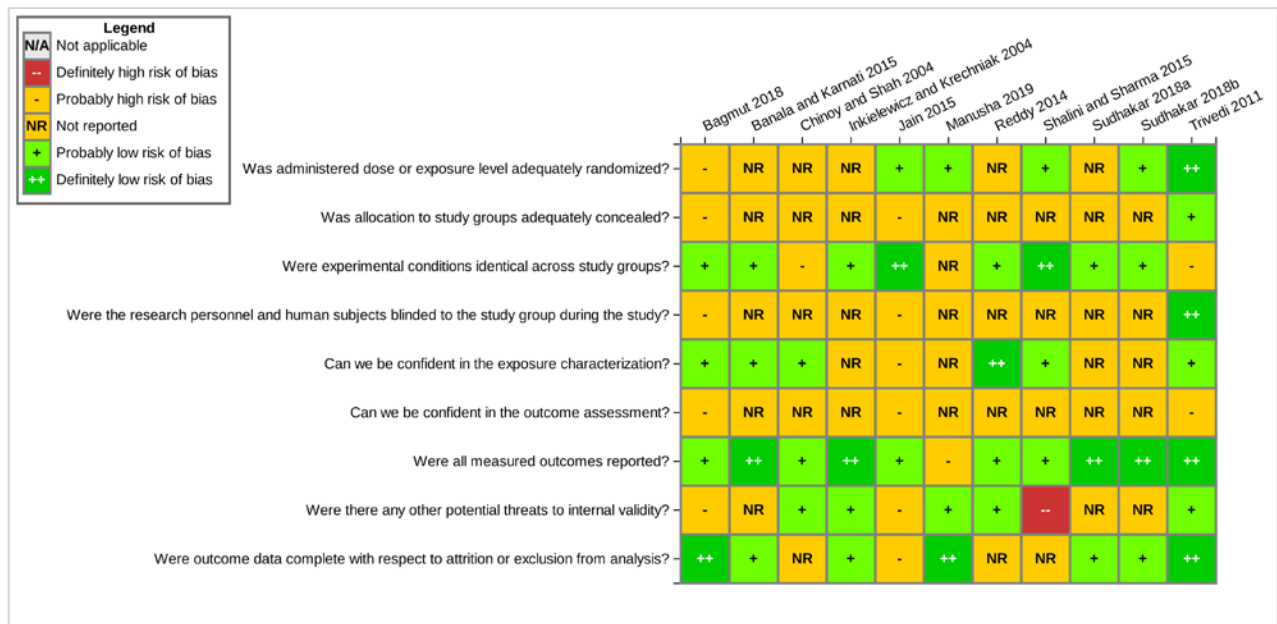 Legend
N/A Not applicable
-- Definitely high risk of bias
- Probably high risk of bias
NR Not reported
+ Probably low risk of bias
++ Definitely low risk of bias
Bagmut 2018
Banala and Karnati 2015
Chinoy and Shah 2004
Inkielewicz and Krechniak 2004
Jain 2015
Manusha 2019
Reddy 2014
Shalini and Sharma 2015
Sudhakar 2018a
Sudhakar 2018b
Trivedi 2011
Was administered dose or exposure level adequately randomized? - NR NR NR + + NR + NR + ++
Was allocation to study groups adequately concealed? - NR NR NR - NR NR NR NR NR +
Were experimental conditions identical across study groups? + + - + ++ NR + ++ + + -
Were the research personnel and human subjects blinded to the study group during the study? - NR NR NR - NR NR NR NR NR ++
Can we be confident in the exposure characterization? + + + NR - NR ++ + NR NR +
Can we be confident in the outcome assessment? - NR NR NR - NR NR NR NR NR -
Were all measured outcomes reported? + ++ + ++ + - + + ++ ++ ++
Were there any other potential threats to internal validity? - NR + + - + + -- NR NR +
Were outcome data complete with respect to attrition or exclusion from analysis? ++ + NR + - ++ NR NR + + ++